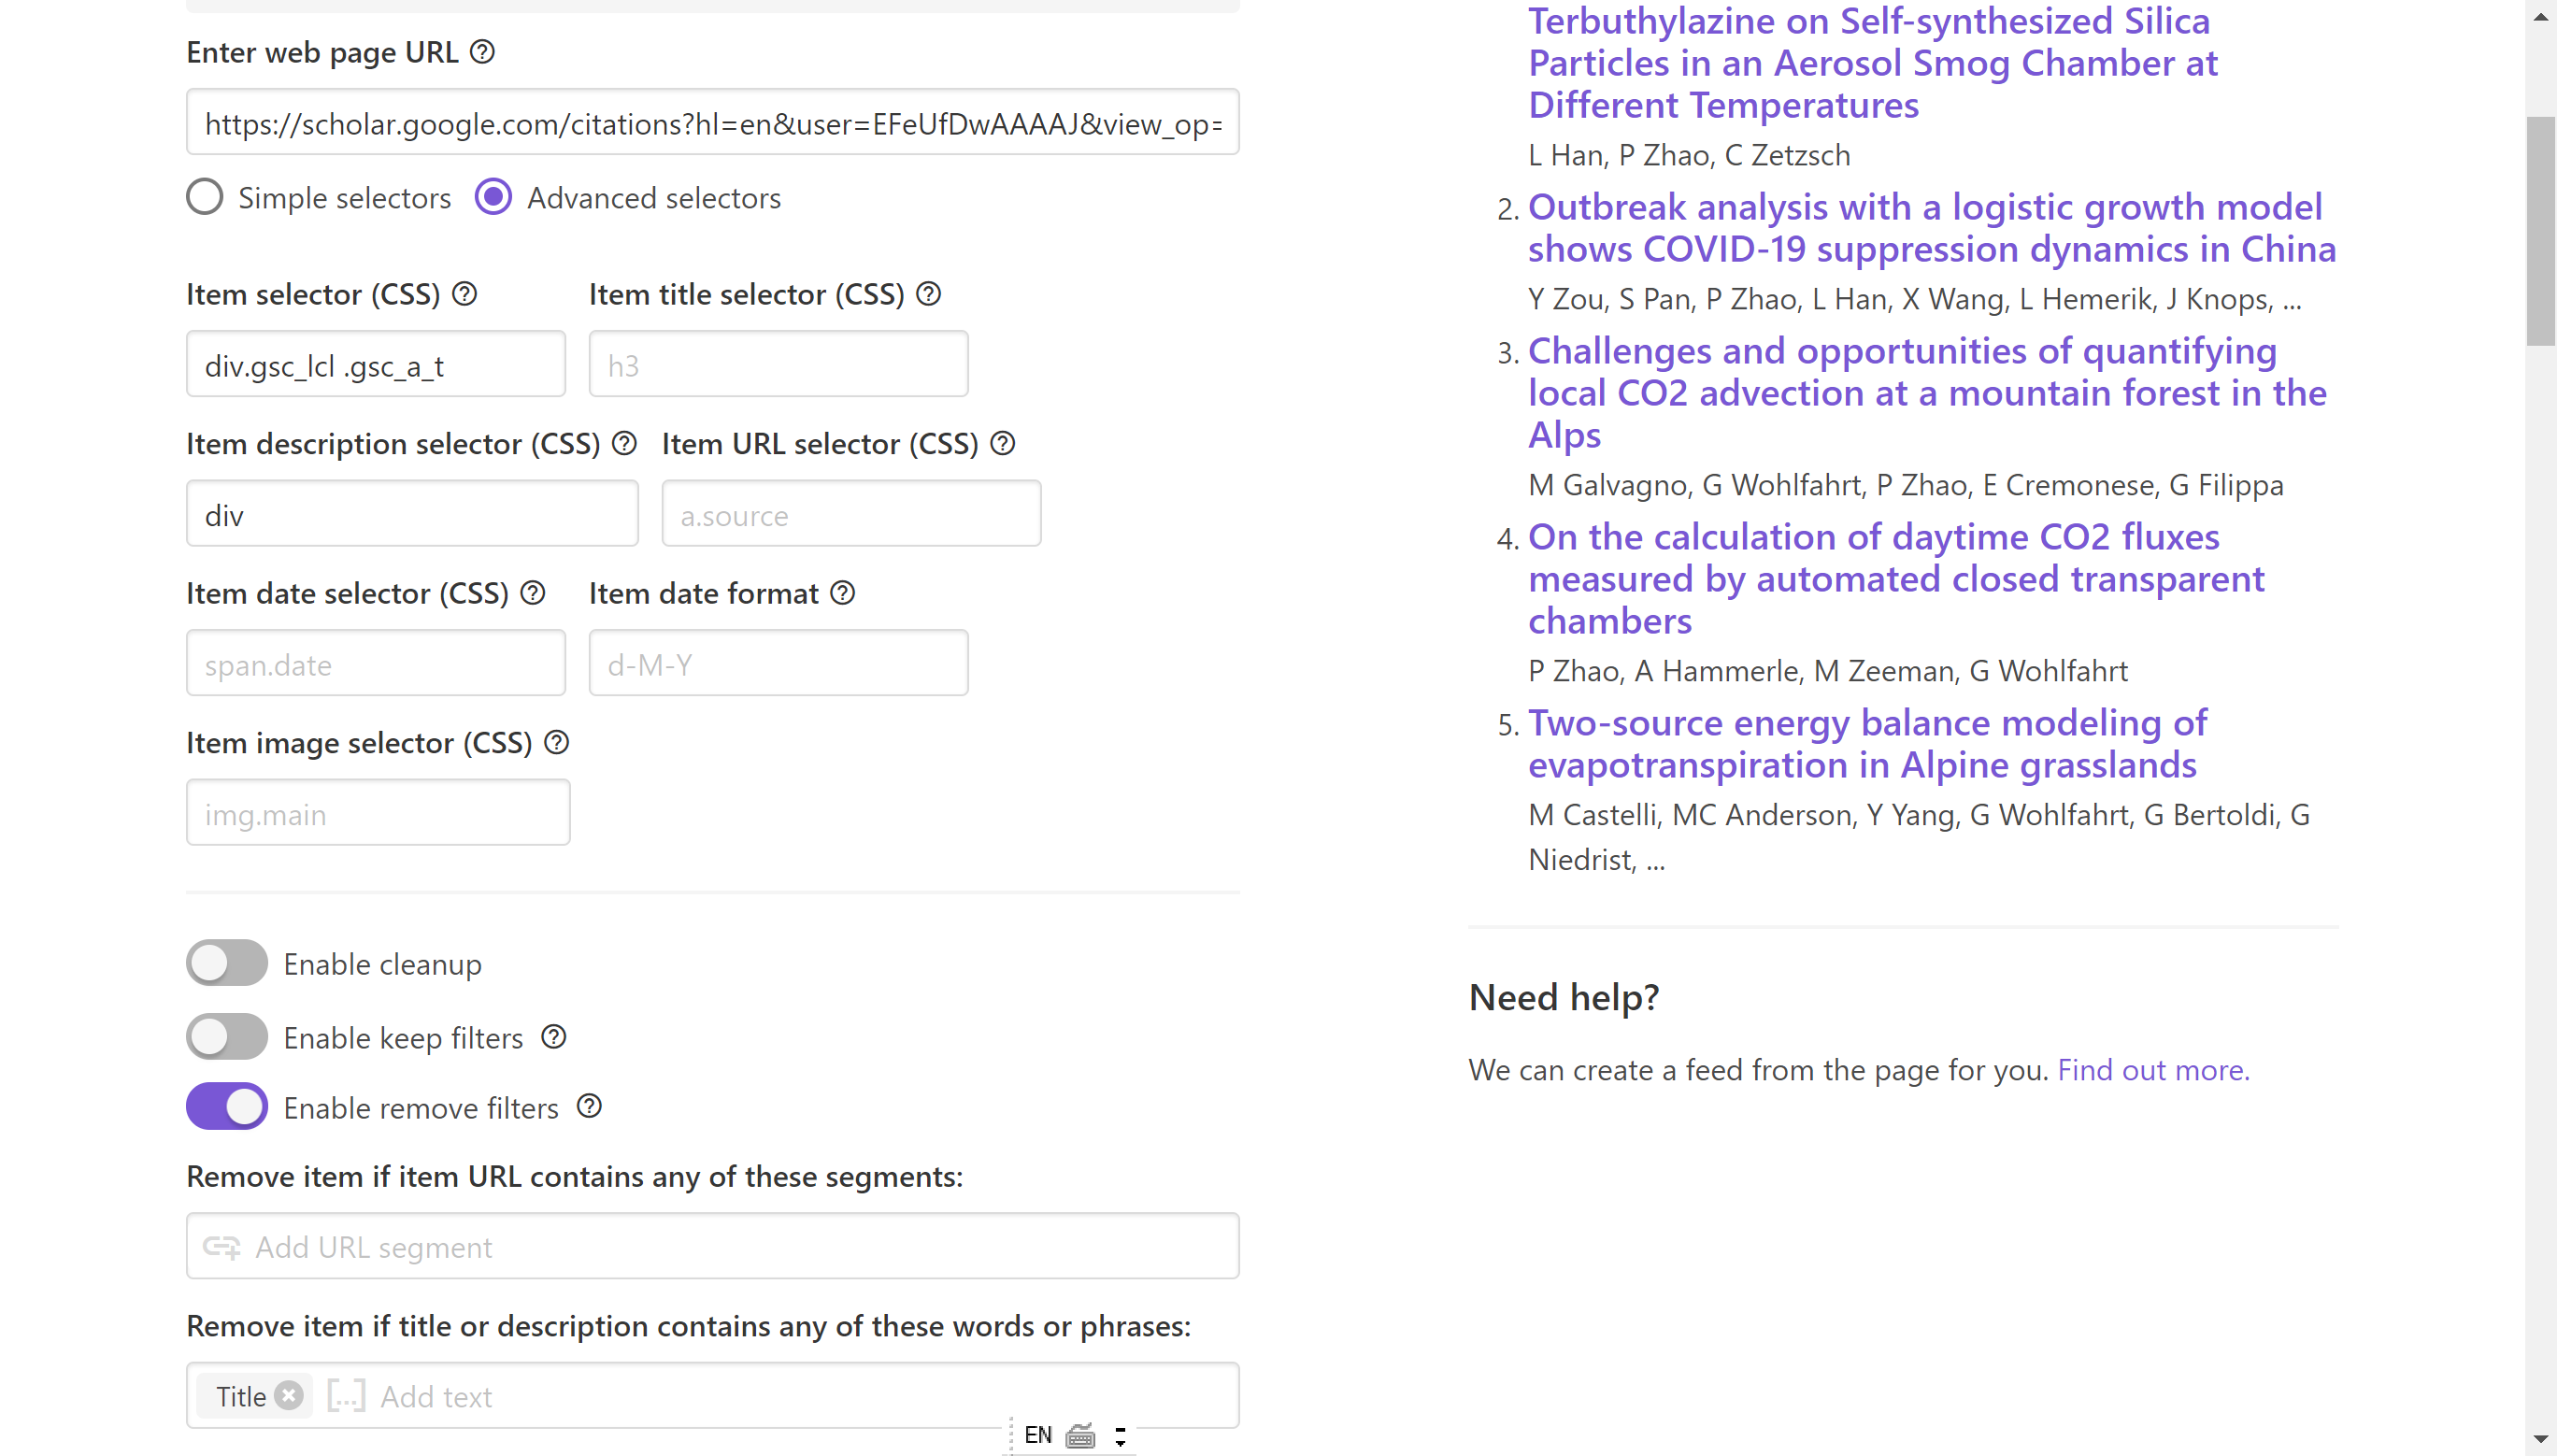 Enter web page URL
https://scholar.google.com/citations?hl=en&user=EFeUfDwAAAAJ&view_op=
Simple selectors Advanced selectors
Item selector (CSS) Item title selector (CSS)
div.gsc_lcl .gsc_a_t h3
Item description selector (CSS) Item URL selector (CSS)
div a.source
Item date selector (CSS) Item date format
span.date d-M-Y
Item image selector (CSS)
img.main
Enable cleanup
Enable keep filters
Enable remove filters
Remove item if item URL contains any of these segments:
Add URL segment
Remove item if title or description contains any of these words or phrases:
Title [...] Add text
EN
Terbuthylazine on Self-synthesized Silica
Particles in an Aerosol Smog Chamber at
Different Temperatures
L Han, P Zhao, C Zetzsch
2. Outbreak analysis with a logistic growth model
shows COVID-19 suppression dynamics in China
Y Zou, S Pan, P Zhao, L Han, X Wang, L Hemerik, J Knops, ...
3. Challenges and opportunities of quantifying
local CO2 advection at a mountain forest in the
Alps
M Galvagno, G Wohlfahrt, P Zhao, E Cremonese, G Filippa
4. On the calculation of daytime CO2 fluxes
measured by automated closed transparent
chambers
P Zhao, A Hammerle, M Zeeman, G Wohlfahrt
5. Two-source energy balance modeling of
evapotranspiration in Alpine grasslands
M Castelli, MC Anderson, Y Yang, G Wohlfahrt, G Bertoldi, G
Niedrist, ...
Need help?
We can create a feed from the page for you. Find out more.